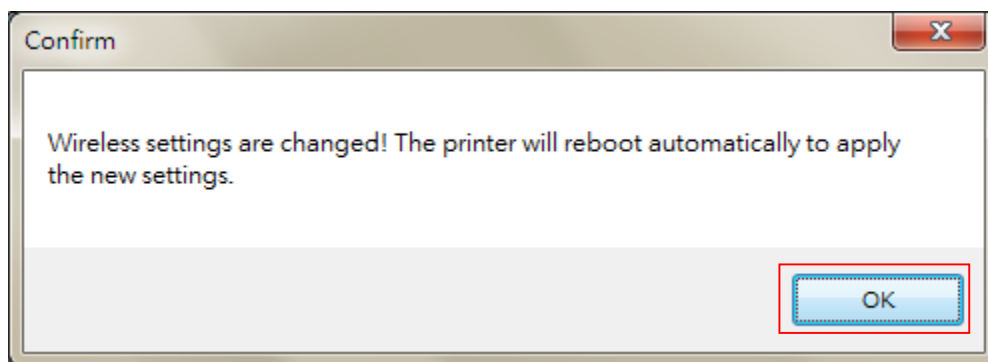 Confirm
Wireless settings are changed! The printer will reboot automatically to apply
the new settings.
OK